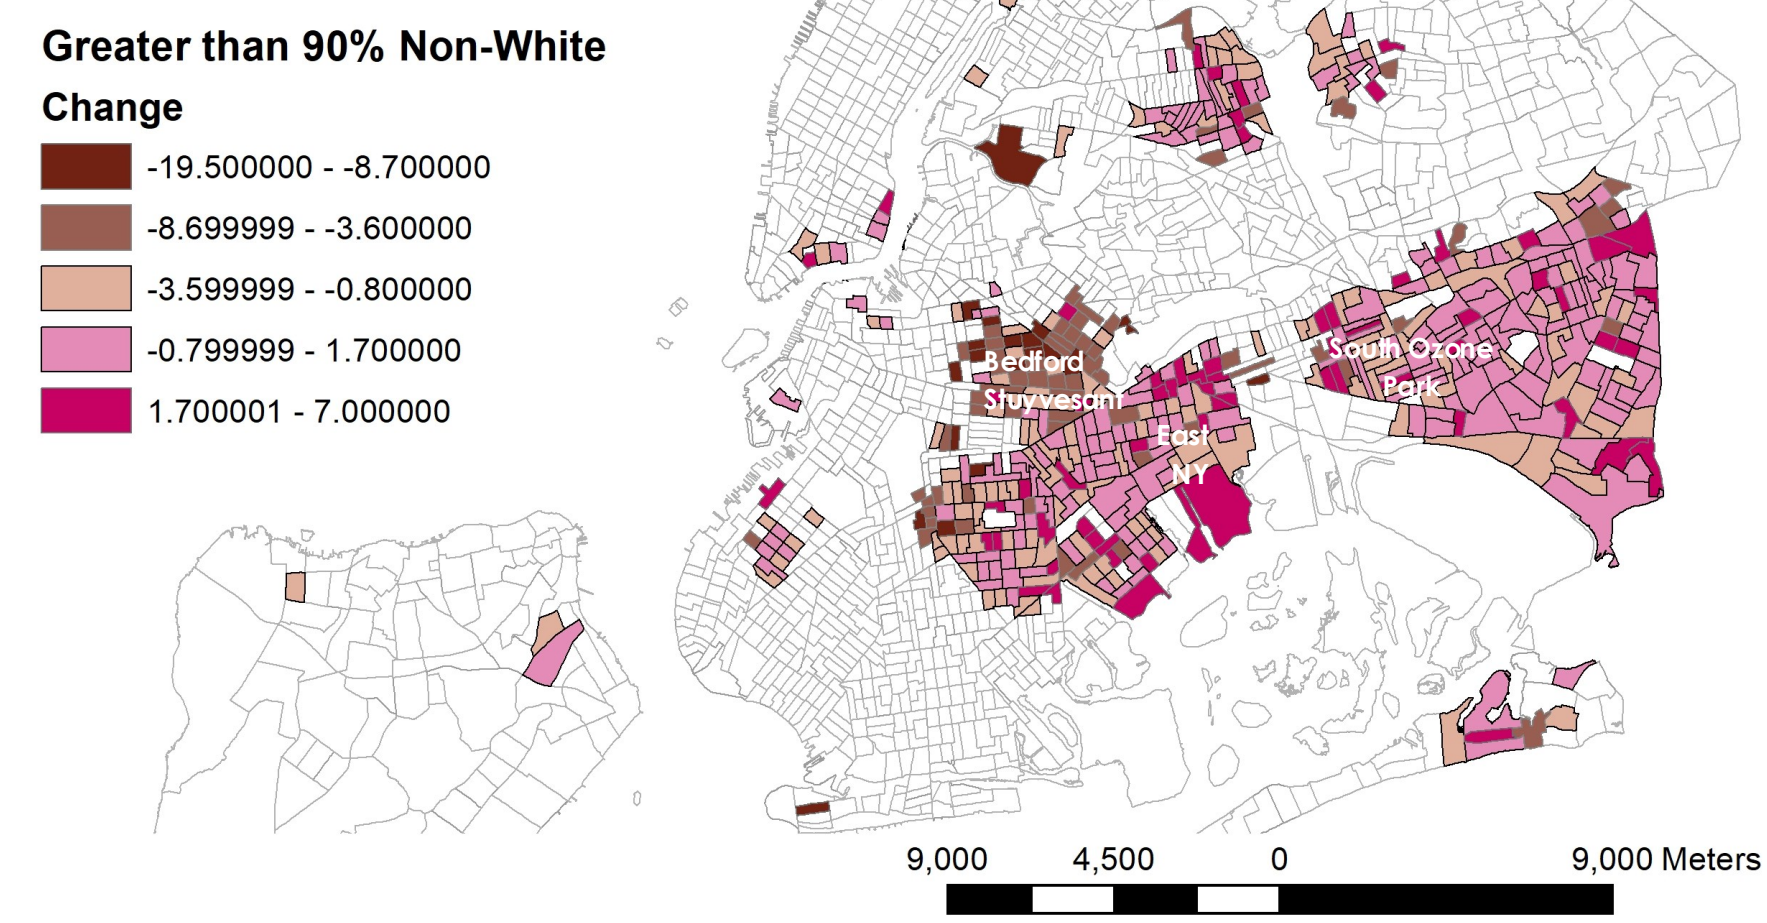 Greater than 90% Non-White
Change
-19.500000 - -8.700000
-8.699999 - -3.600000
-3.599999 - -0.800000
-0.799999 - 1.700000
1.700001 - 7.000000
Bedford
Stuyvesant
East
NY
South Ozone
Park
9,000 4,500 0 9,000 Meters